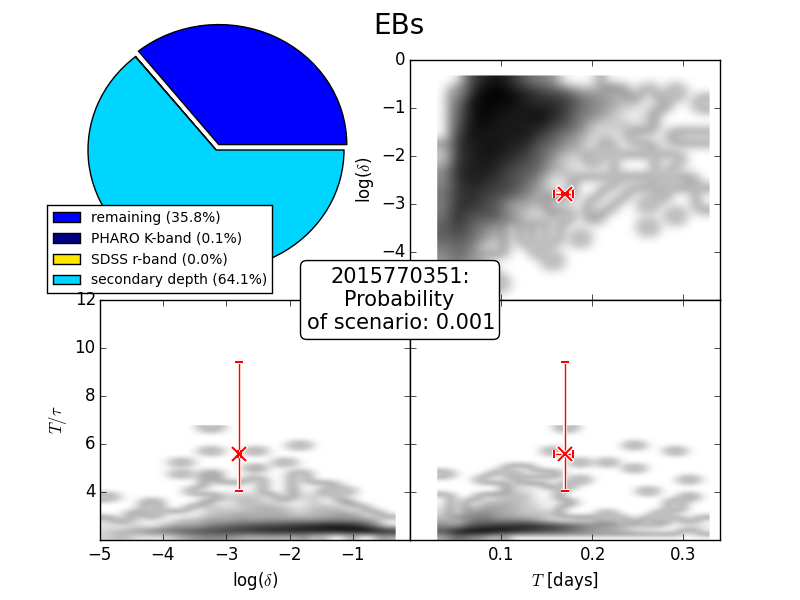 EBs
remaining (35.8%)
PHARO K-band (0.1%)
SDSS r-band (0.0%)
secondary depth (64.1%)
0
−1
−2
−3
−4
log(δ)
2015770351:
Probability
of scenario: 0.001
12
10
8
6
4
T/τ
−5 −4 −3 −2 −1
log(δ)
0.1 0.2 0.3
T [days]